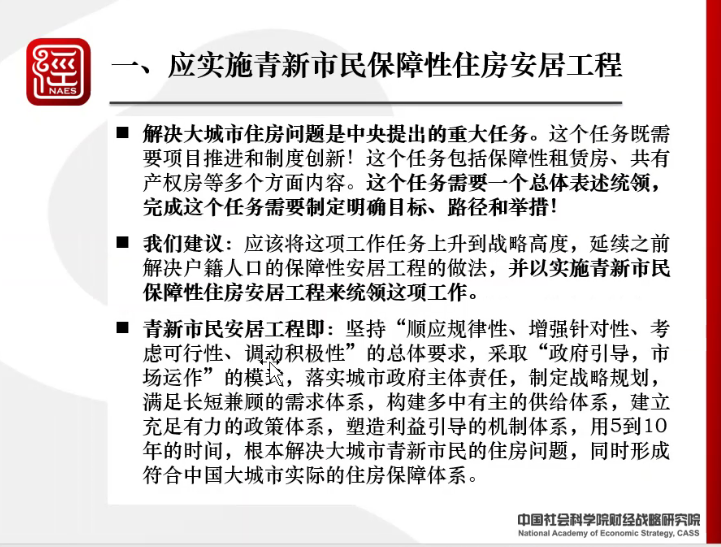 NAES
一、应实施青新市民保障性住房安居工程
■ 解决大城市住房问题是中央提出的重大任务。这个任务既需
要项目推进和制度创新！这个任务包括保障性租赁房、共有
产权房等多个方面内容。这个任务需要一个总体表述统领，
完成这个任务需要制定明确目标、路径和举措！
■ 我们建议：应该将这项工作任务上升到战略高度，延续之前
解决户籍人口的保障性安居工程的做法，并以实施青新市民
保障性住房安居工程来统领这项工作。
■ 青新市民安居工程即：坚持“顺应规律性、增强针对性、考
虑可行性、调动积极性”的总体要求，采取“政府引导，市
场运作”的模式，落实城市政府主体责任，制定战略规划，
满足长短兼顾的需求体系，构建多中有主的供给体系，建立
充足有力的政策体系，塑造利益引导的机制体系，用5到10
年的时间，根本解决大城市青新市民的住房问题，同时形成
符合中国大城市实际的住房保障体系。
中国社会科学院财经战略研究院
National Academy of Economic Strategy, CASS